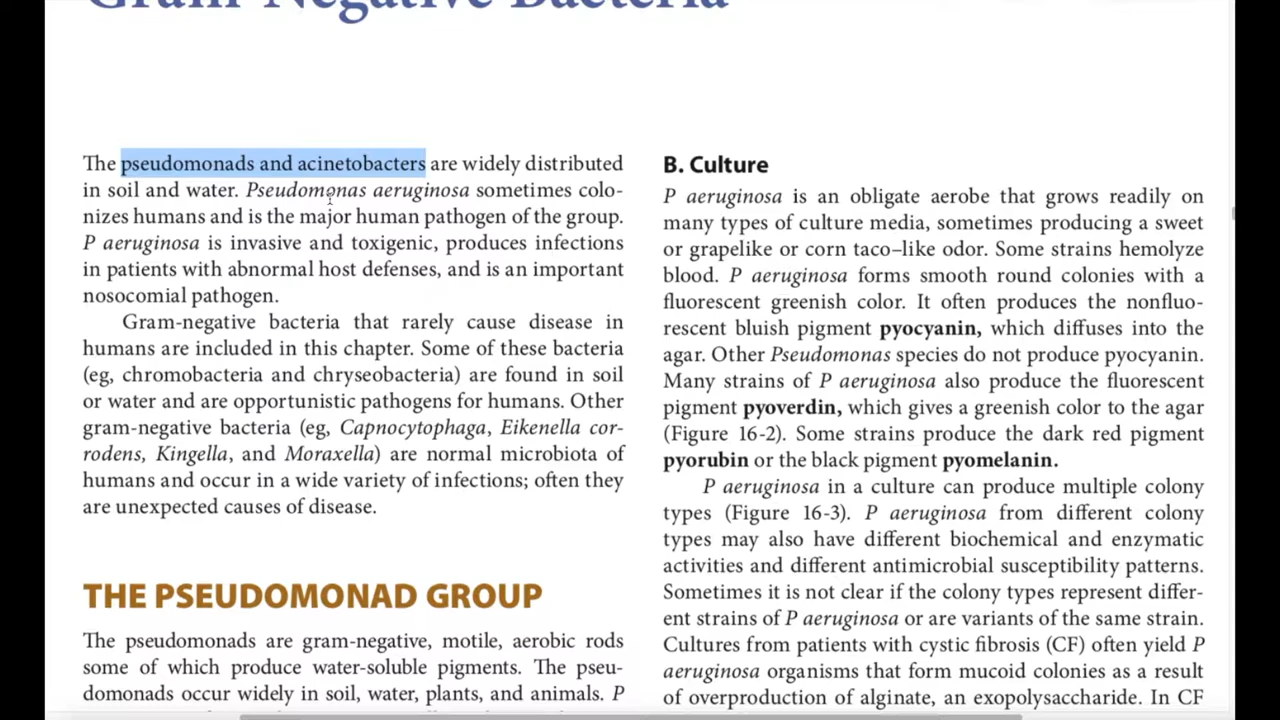 Gram-Negative Bacteria
The pseudomonads and acinetobacters are widely distributed
in soil and water. Pseudomonas aeruginosa sometimes colo-
nizes humans and is the major human pathogen of the group.
P aeruginosa is invasive and toxigenic, produces infections
in patients with abnormal host defenses, and is an important
nosocomial pathogen.
Gram-negative bacteria that rarely cause disease in
humans are included in this chapter. Some of these bacteria
(eg, chromobacteria and chryseobacteria) are found in soil
or water and are opportunistic pathogens for humans. Other
gram-negative bacteria (eg, Capnocytophaga, Eikenella cor-
rodens, Kingella, and Moraxella) are normal microbiota of
humans and occur in a wide variety of infections; often they
are unexpected causes of disease.
THE PSEUDOMONAD GROUP
The pseudomonads are gram-negative, motile, aerobic rods
some of which produce water-soluble pigments. The pseu-
domonads occur widely in soil, water, plants, and animals. P
B. Culture
P aeruginosa is an obligate aerobe that grows readily on
many types of culture media, sometimes producing a sweet
or grapelike or corn taco–like odor. Some strains hemolyze
blood. P aeruginosa forms smooth round colonies with a
fluorescent greenish color. It often produces the nonfluo-
rescent bluish pigment pyocyanin, which diffuses into the
agar. Other Pseudomonas species do not produce pyocyanin.
Many strains of P aeruginosa also produce the fluorescent
pigment pyoverdin, which gives a greenish color to the agar
(Figure 16-2). Some strains produce the dark red pigment
pyorubin or the black pigment pyomelanin.
P aeruginosa in a culture can produce multiple colony
types (Figure 16-3). P aeruginosa from different colony
types may also have different biochemical and enzymatic
activities and different antimicrobial susceptibility patterns.
Sometimes it is not clear if the colony types represent differ-
ent strains of P aeruginosa or are variants of the same strain.
Cultures from patients with cystic fibrosis (CF) often yield P
aeruginosa organisms that form mucoid colonies as a result
of overproduction of alginate, an exopolysaccharide. In CF